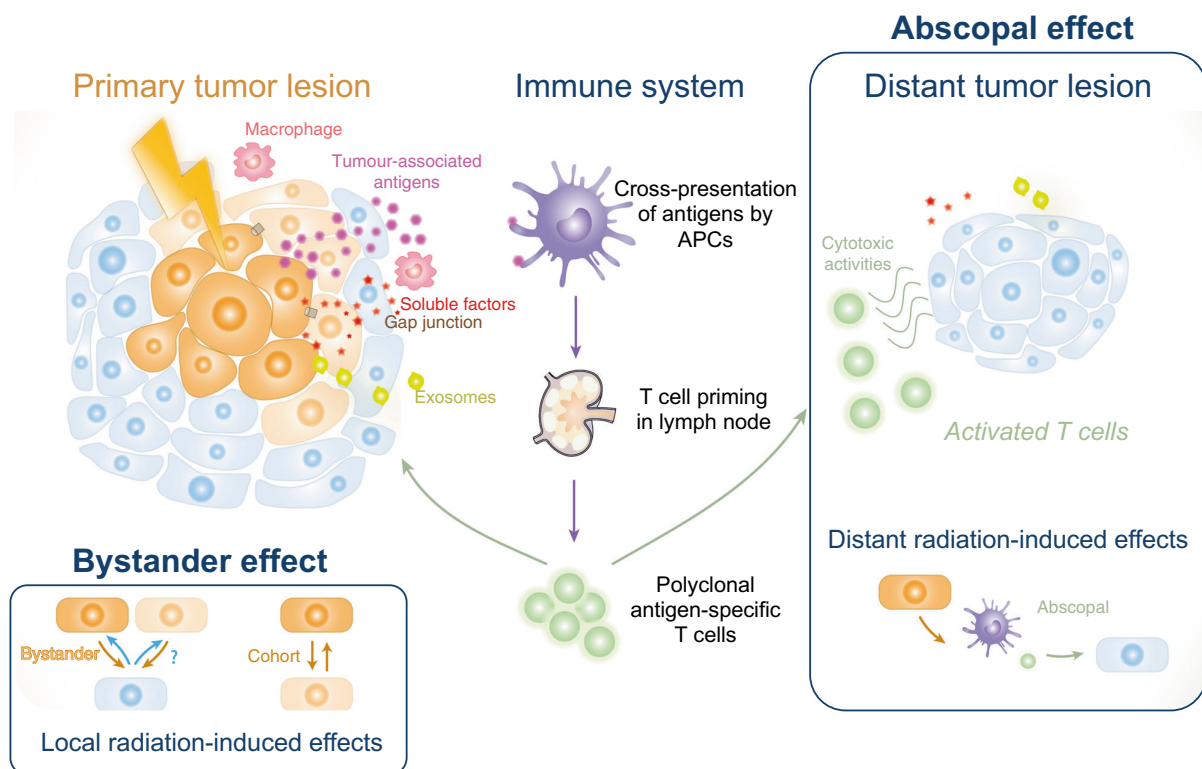 Abscopal effect
Primary tumor lesion
Immune system
Distant tumor lesion
Macrophage
Tumour-associated
antigens
Soluble factors
Gap junction
Exosomes
Cross-presentation
of antigens by
APCs
T cell priming
in lymph node
Polyclonal
antigen-specific
T cells
Cytotoxic
activities
Activated T cells
Distant radiation-induced effects
Abscopal
Bystander effect
Bystander
?
Cohort
Local radiation-induced effects